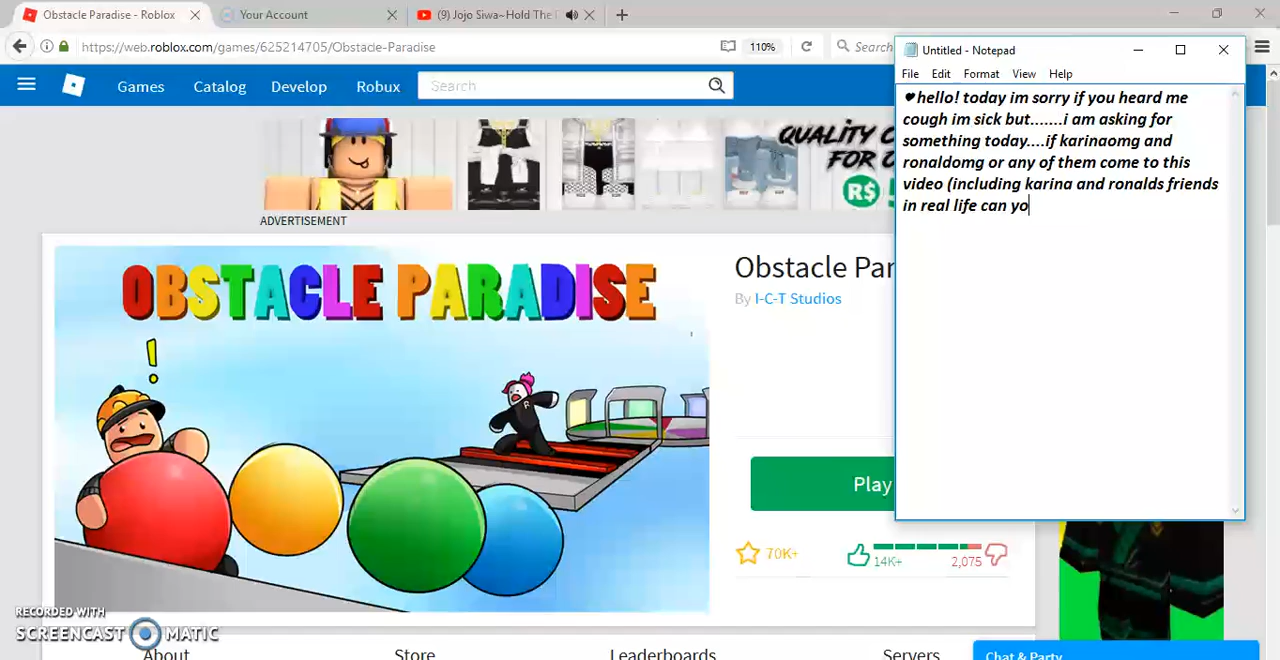 Obstacle Paradise - Roblox
Your Account
(9) Jojo Siwa~Hold The
https://web.roblox.com/games/625214705/Obstacle-Paradise
110%
Search
Untitled - Notepad
File Edit Format View Help
♥hello! today im sorry if you heard me
cough im sick but.......i am asking for
something today....if karinaomg and
ronaldomg or any of them come to this
video (including karina and ronalds friends
in real life can yo
Games Catalog Develop Robux Search
QUALITY C
FOR C
R$
ADVERTISEMENT
OBSTACLE PARADISE
!
R
Obstacle Par
By I-C-T Studios
Play
70K+
14K+
2,075
RECORDED WITH
SCREENCAST MATIC
About Store Leaderboards Servers
Chat & Party